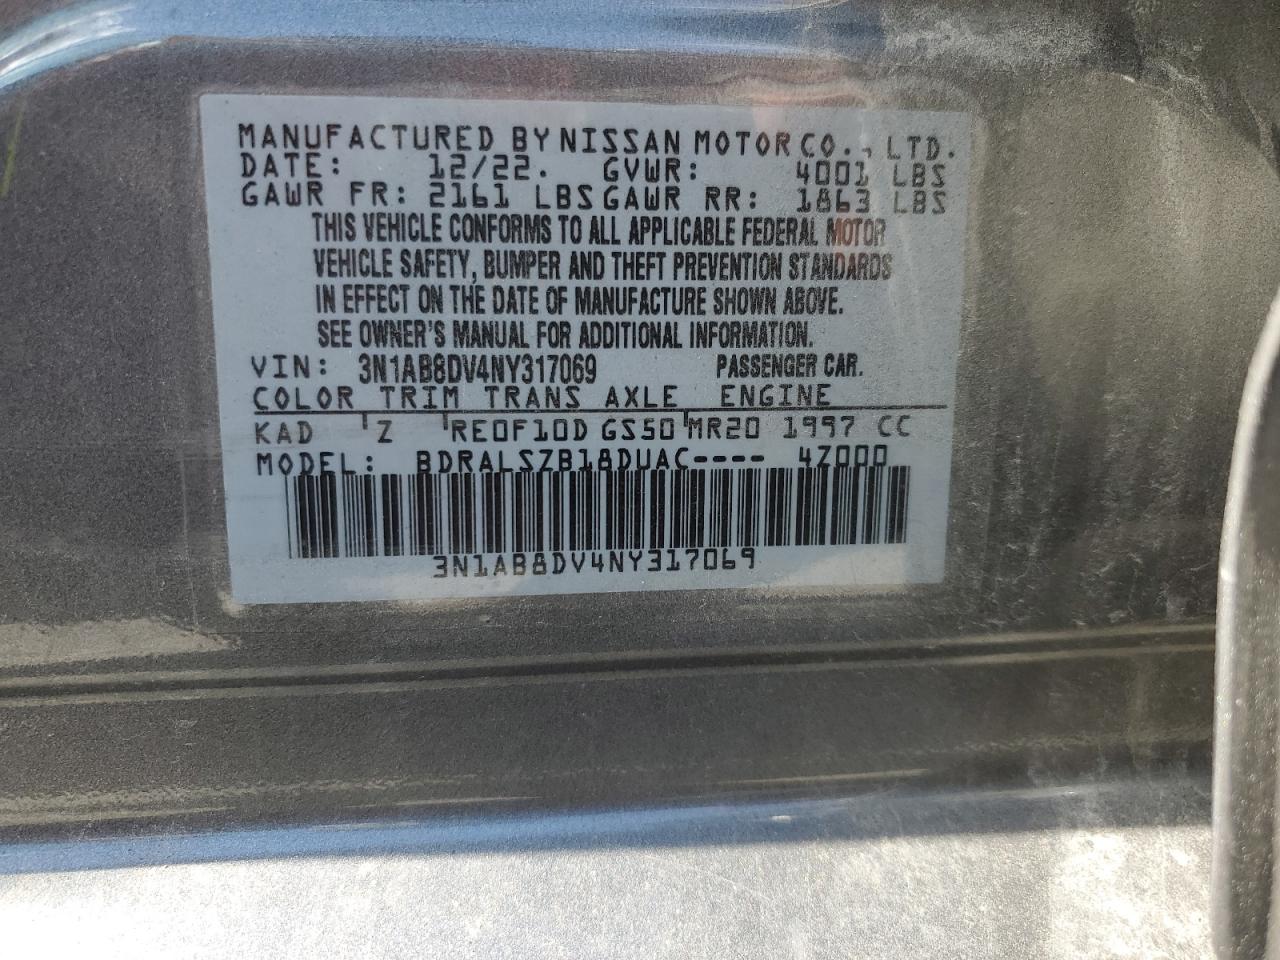 MANUFACTURED BY NISSAN MOTOR CO., LTD.
DATE: 12/22. GVWR: 4001 LBS
GAWR FR: 2161 LBS GAWR RR: 1863 LBS
THIS VEHICLE CONFORMS TO ALL APPLICABLE FEDERAL MOTOR
VEHICLE SAFETY, BUMPER AND THEFT PREVENTION STANDARDS
IN EFFECT ON THE DATE OF MANUFACTURE SHOWN ABOVE.
SEE OWNER'S MANUAL FOR ADDITIONAL INFORMATION.
VIN: 3N1AB8DV4NY317069 PASSENGER CAR.
COLOR TRIM TRANS AXLE ENGINE
KAD Z RE0F10D GS50 MR20 1997 CC
MODEL: BDRALSZB18DUAC---- 4Z000
3N1AB8DV4NY317069